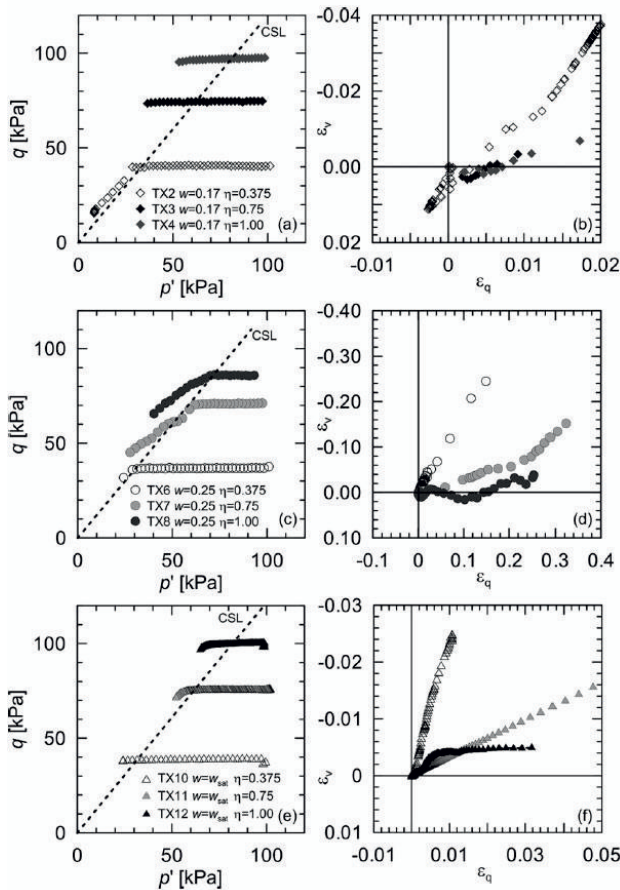 CSL
100
50
0
q [kPa]
TX2 w=0.17 η=0.375
TX3 w=0.17 η=0.75
TX4 w=0.17 η=1.00
(a)
0 50 100
p' [kPa]
-0.04
-0.02
0.00
0.02
εv
(b)
-0.01 0 0.01 0.02
εq
CSL
100
50
0
q [kPa]
TX6 w=0.25 η=0.375
TX7 w=0.25 η=0.75
TX8 w=0.25 η=1.00
(c)
0 50 100
p' [kPa]
-0.40
-0.30
-0.20
-0.10
0.00
0.10
εv
(d)
-0.1 0 0.1 0.2 0.3 0.4
εq
CSL
100
50
0
q [kPa]
TX10 w=wsat η=0.375
TX11 w=wsat η=0.75
TX12 w=wsat η=1.00
(e)
0 50 100
p' [kPa]
-0.03
-0.02
-0.01
0
0.01
εv
(f)
-0.01 0 0.01 0.03 0.05
εq